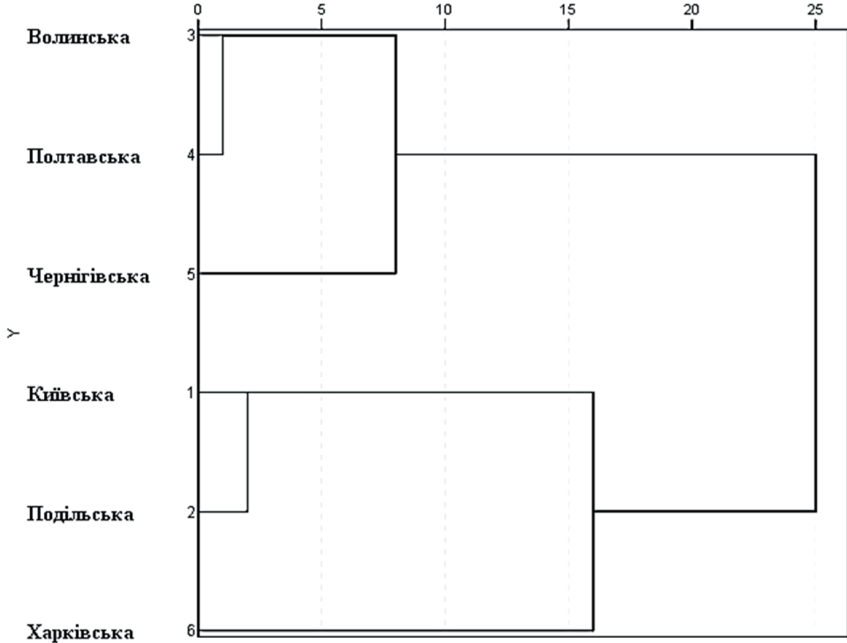 0 5 10 15 20 25
Волинська 3
Полтавська 4
Чернігівська 5
Y
Київська 1
Подільська 2
Харківська 6